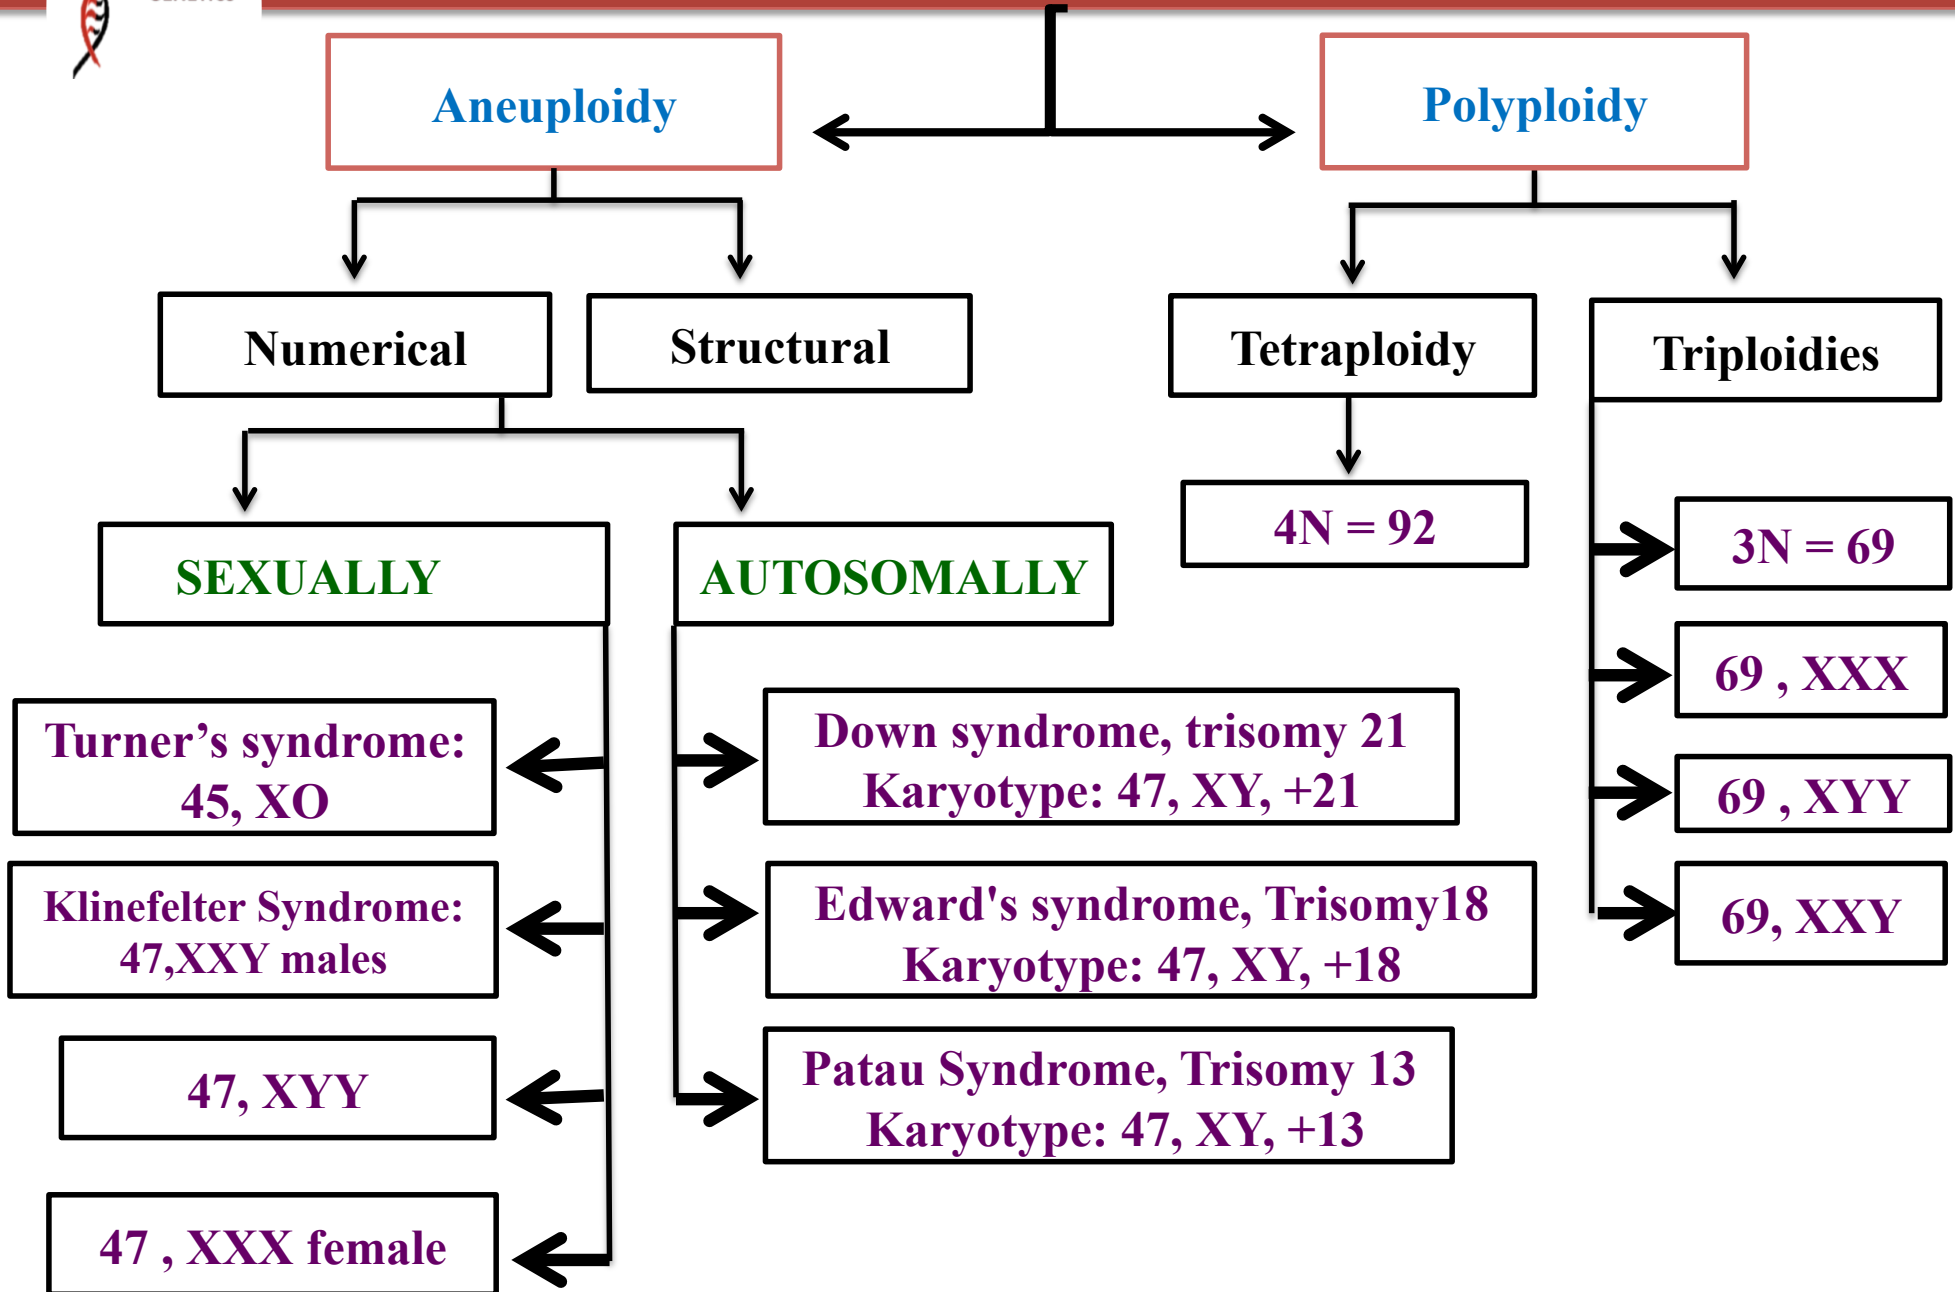 Aneuploidy
Polyploidy
Numerical
Structural
Tetraploidy
Triploidies
4N = 92
3N = 69
SEXUALLY
AUTOSOMALLY
69 , XXX
Turner’s syndrome:
45, XO
Down syndrome, trisomy 21
Karyotype: 47, XY, +21
69 , XYY
Klinefelter Syndrome:
47,XXY males
Edward's syndrome, Trisomy18
Karyotype: 47, XY, +18
69, XXY
47, XYY
Patau Syndrome, Trisomy 13
Karyotype: 47, XY, +13
47 , XXX female